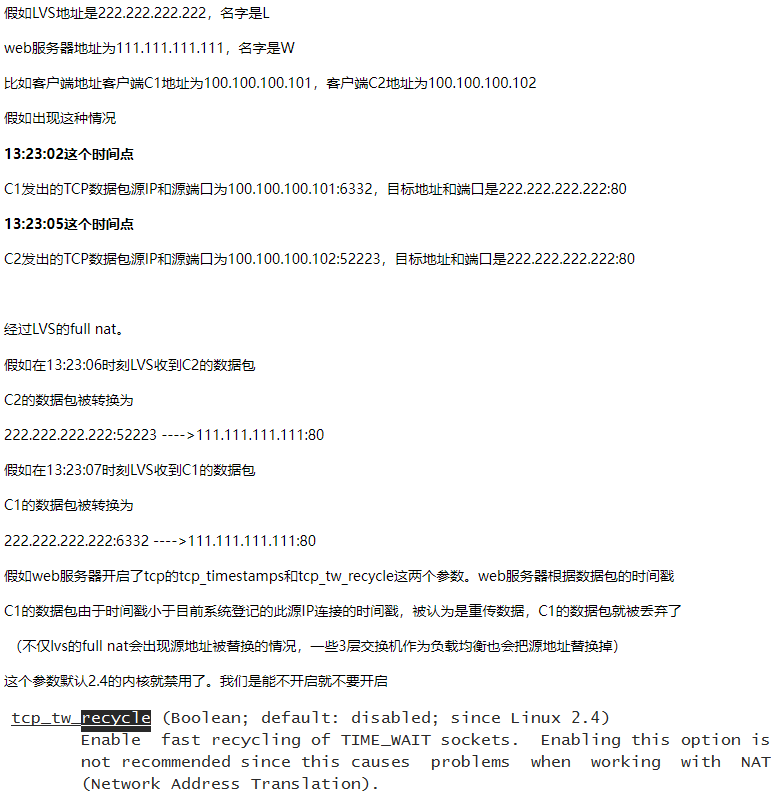 假如LVS地址是222.222.222.222，名字是L
web服务器地址为111.111.111.111，名字是W
比如客户端地址客户端C1地址为100.100.100.101，客户端C2地址为100.100.100.102
假如出现这种情况
13:23:02这个时间点
C1发出的TCP数据包源IP和源端口为100.100.100.101:6332，目标地址和端口是222.222.222.222:80
13:23:05这个时间点
C2发出的TCP数据包源IP和源端口为100.100.100.102:52223，目标地址和端口是222.222.222.222:80
经过LVS的full nat。
假如在13:23:06时刻LVS收到C2的数据包
C2的数据包被转换为
222.222.222.222:52223 ---->111.111.111.111:80
假如在13:23:07时刻LVS收到C1的数据包
C1的数据包被转换为
222.222.222.222:6332 ---->111.111.111.111:80
假如web服务器开启了tcp的tcp_timestamps和tcp_tw_recycle这两个参数。web服务器根据数据包的时间戳
C1的数据包由于时间戳小于目前系统登记的此源IP连接的时间戳，被认为是重传数据，C1的数据包就被丢弃了
（不仅lvs的full nat会出现源地址被替换的情况，一些3层交换机作为负载均衡也会把源地址替换掉）
这个参数默认2.4的内核就禁用了。我们是能不开启就不要开启
tcp_tw_recycle (Boolean; default: disabled; since Linux 2.4)
Enable fast recycling of TIME_WAIT sockets. Enabling this option is
not recommended since this causes problems when working with NAT
(Network Address Translation).